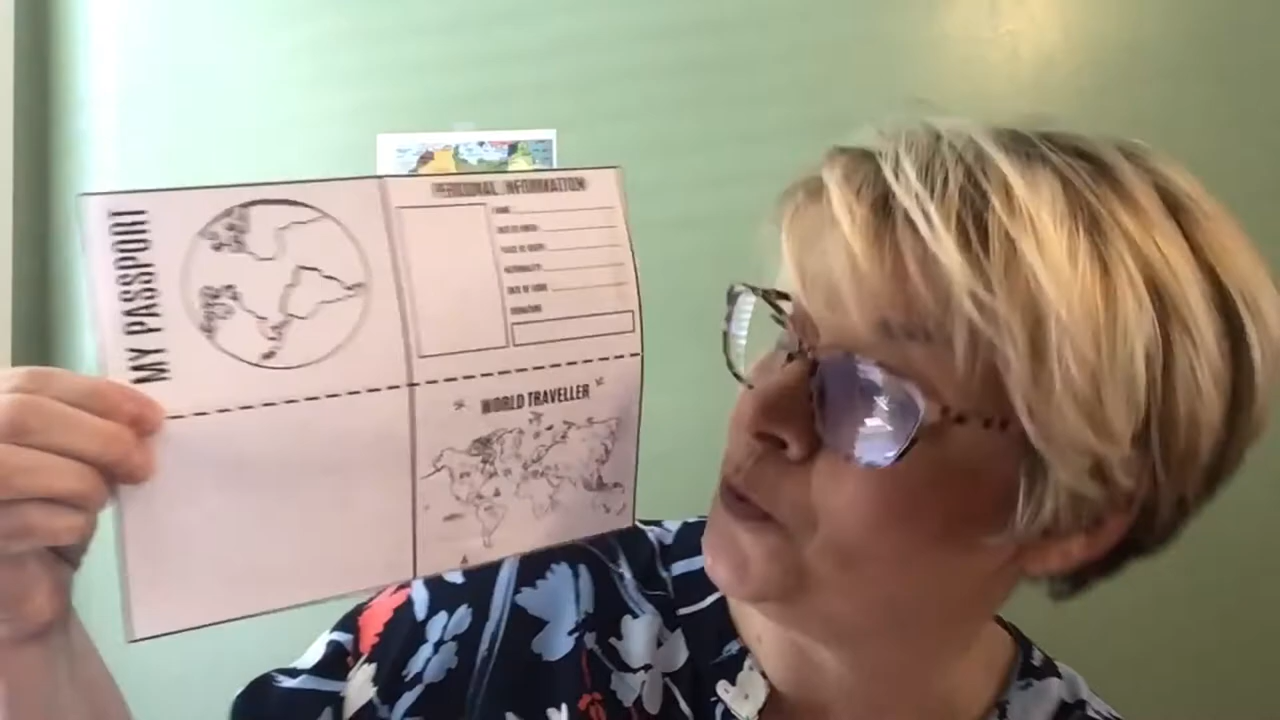 MY PASSPORT
PERSONAL INFORMATION
NAME
DATE OF BIRTH
PLACE OF BIRTH
NATIONALITY
DATE OF ISSUE
SIGNATURE
WORLD TRAVELLER